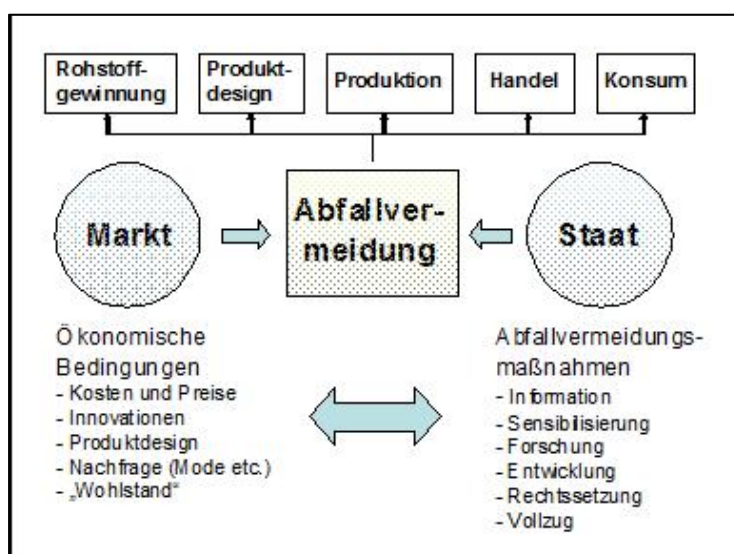 Rohstoff-
gewinnung
Produkt-
design
Produktion
Handel
Konsum
Markt
Abfallver-
meidung
Staat
Ökonomische
Bedingungen
- Kosten und Preise
- Innovationen
- Produktdesign
- Nachfrage (Mode etc.)
- „Wohlstand“
Abfallvermeidungs-
maßnahmen
- Information
- Sensibilisierung
- Forschung
- Entwicklung
- Rechtssetzung
- Vollzug